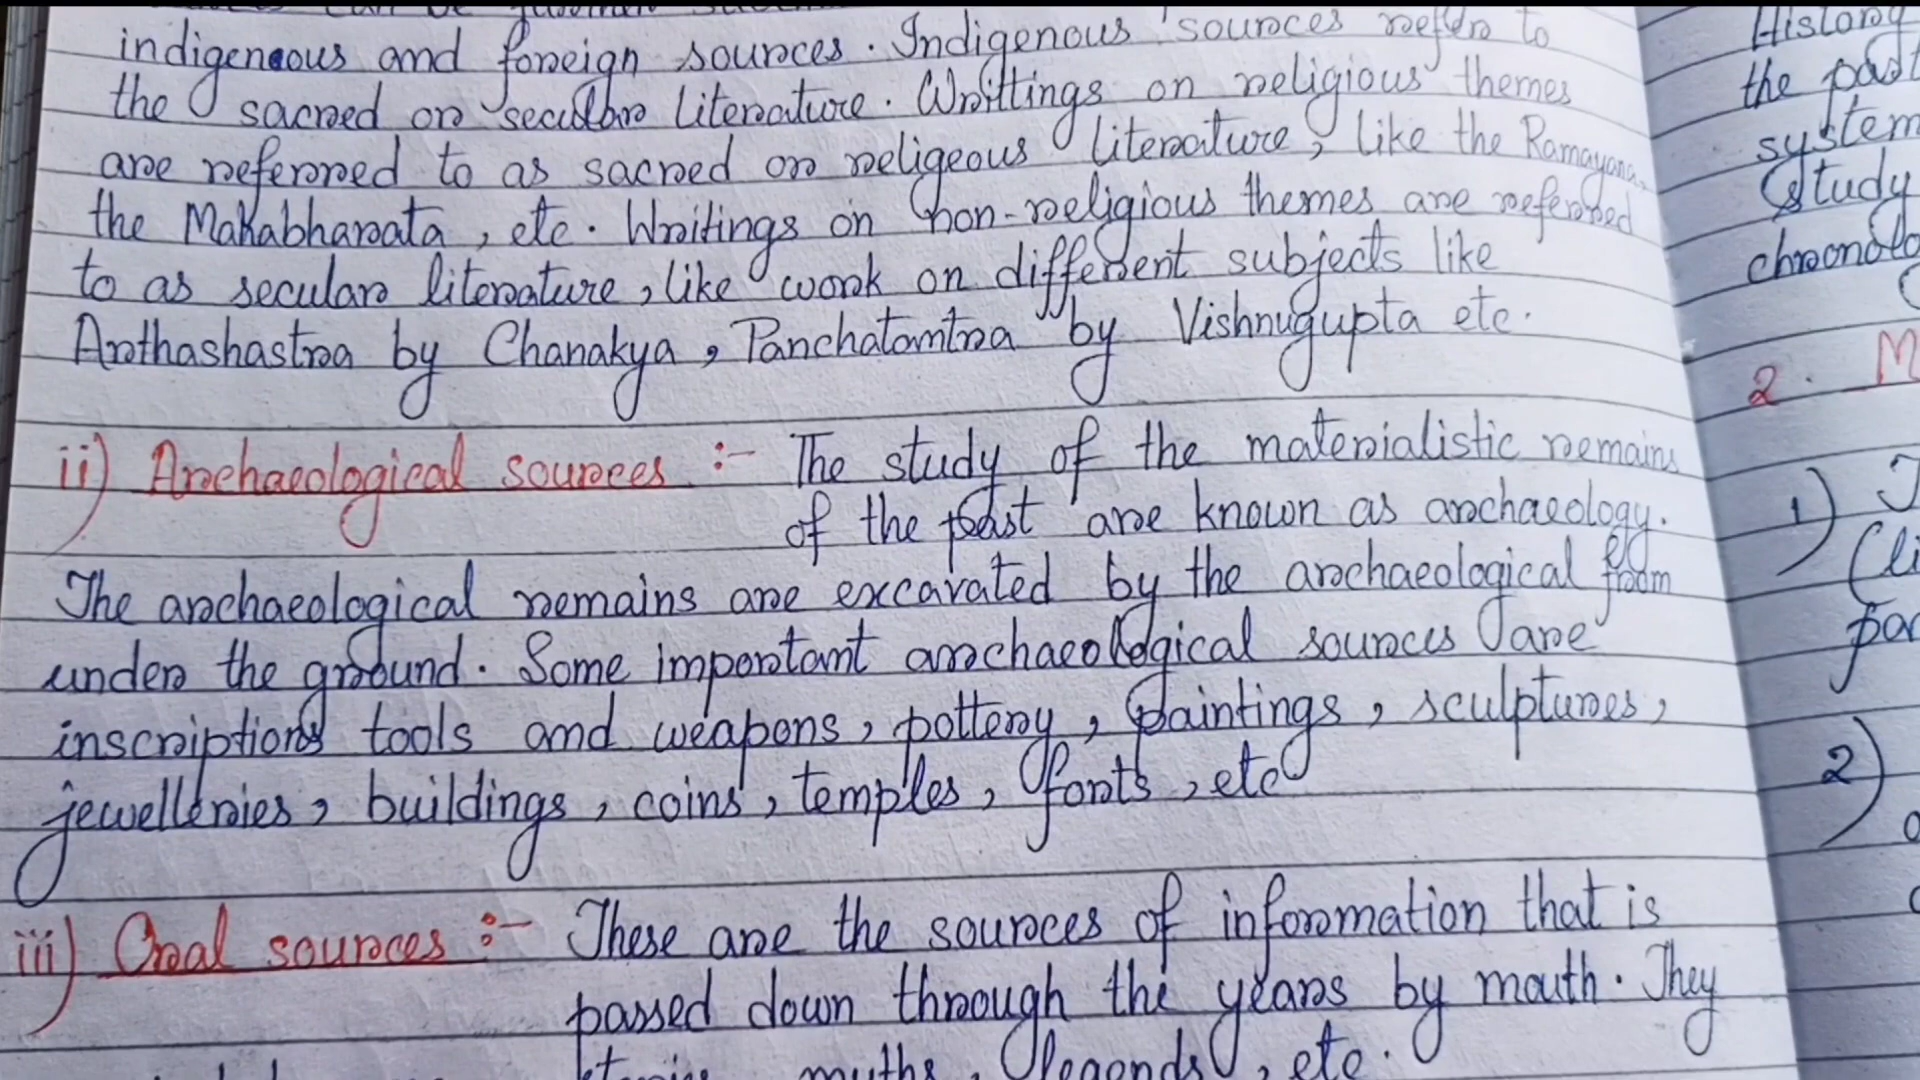 indigenous and foreign sources. Indigenous sources refer to
the sacred or secular literature. Writtings on religious themes
are referred to as sacred or religeous literature, like the Ramayana,
the Mahabharata, etc. Writings on non-religious themes are referred
to as secular literature, like work on different subjects like
Arthashastra by Chanakya, Panchatamtra by Vishnugupta etc.
ii) Archaeological sources :- The study of the materialistic remains
of the past are known as archaeology.
The archaeological remains are excavated by the archaeological from
under the ground. Some important archaeological sources are
inscriptions tools and weapons, pottery, paintings, sculptures,
jewelleries, buildings, coins, temples, forts, etc
iii) Oral sources :- These are the sources of information that is
passed down through the years by mouth. They
myths, legends, etc.
History
the past
system
study
2. M
1)
2)